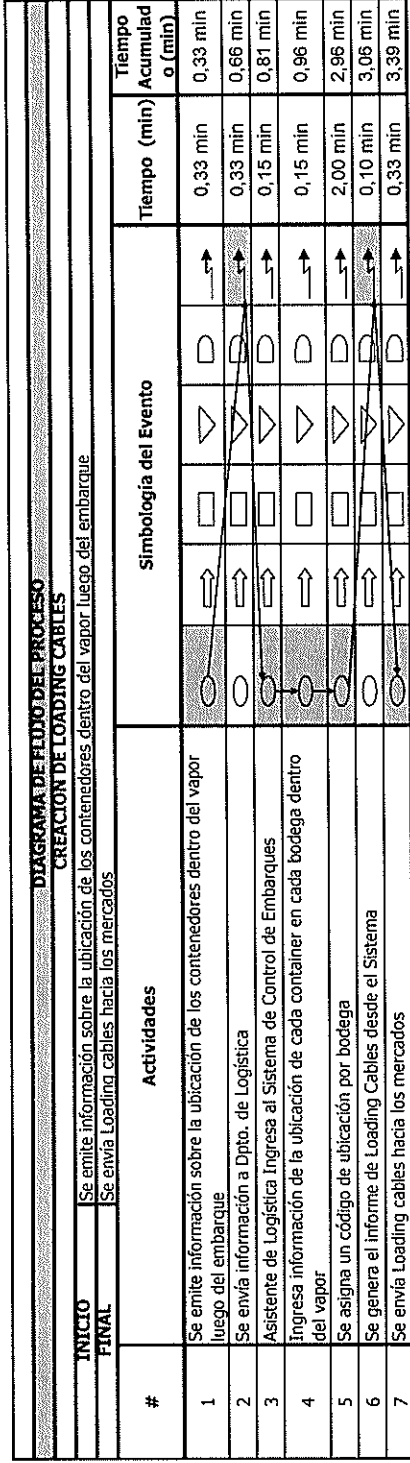 DIAGRAMA DE FLUJO DEL PROCESO
CREACION DE LOADING CABLES
INICIO Se emite información sobre la ubicación de los contenedores dentro del vapor luego del embarque
FINAL Se envía Loading cables hacia los mercados
# Actividades Simbología del Evento Tiempo (min) Tiempo
Acumulad
o (min)
1 Se emite información sobre la ubicación de los contenedores dentro del vapor
luego del embarque 0,33 min 0,33 min
2 Se envía información a Dpto. de Logística 0,33 min 0,66 min
3 Asistente de Logística Ingresa al Sistema de Control de Embarques 0,15 min 0,81 min
4 Ingresa información de la ubicación de cada container en cada bodega dentro
del vapor 0,15 min 0,96 min
5 Se asigna un código de ubicación por bodega 2,00 min 2,96 min
6 Se genera el informe de Loading Cables desde el Sistema 0,10 min 3,06 min
7 Se envía Loading cables hacia los mercados 0,33 min 3,39 min